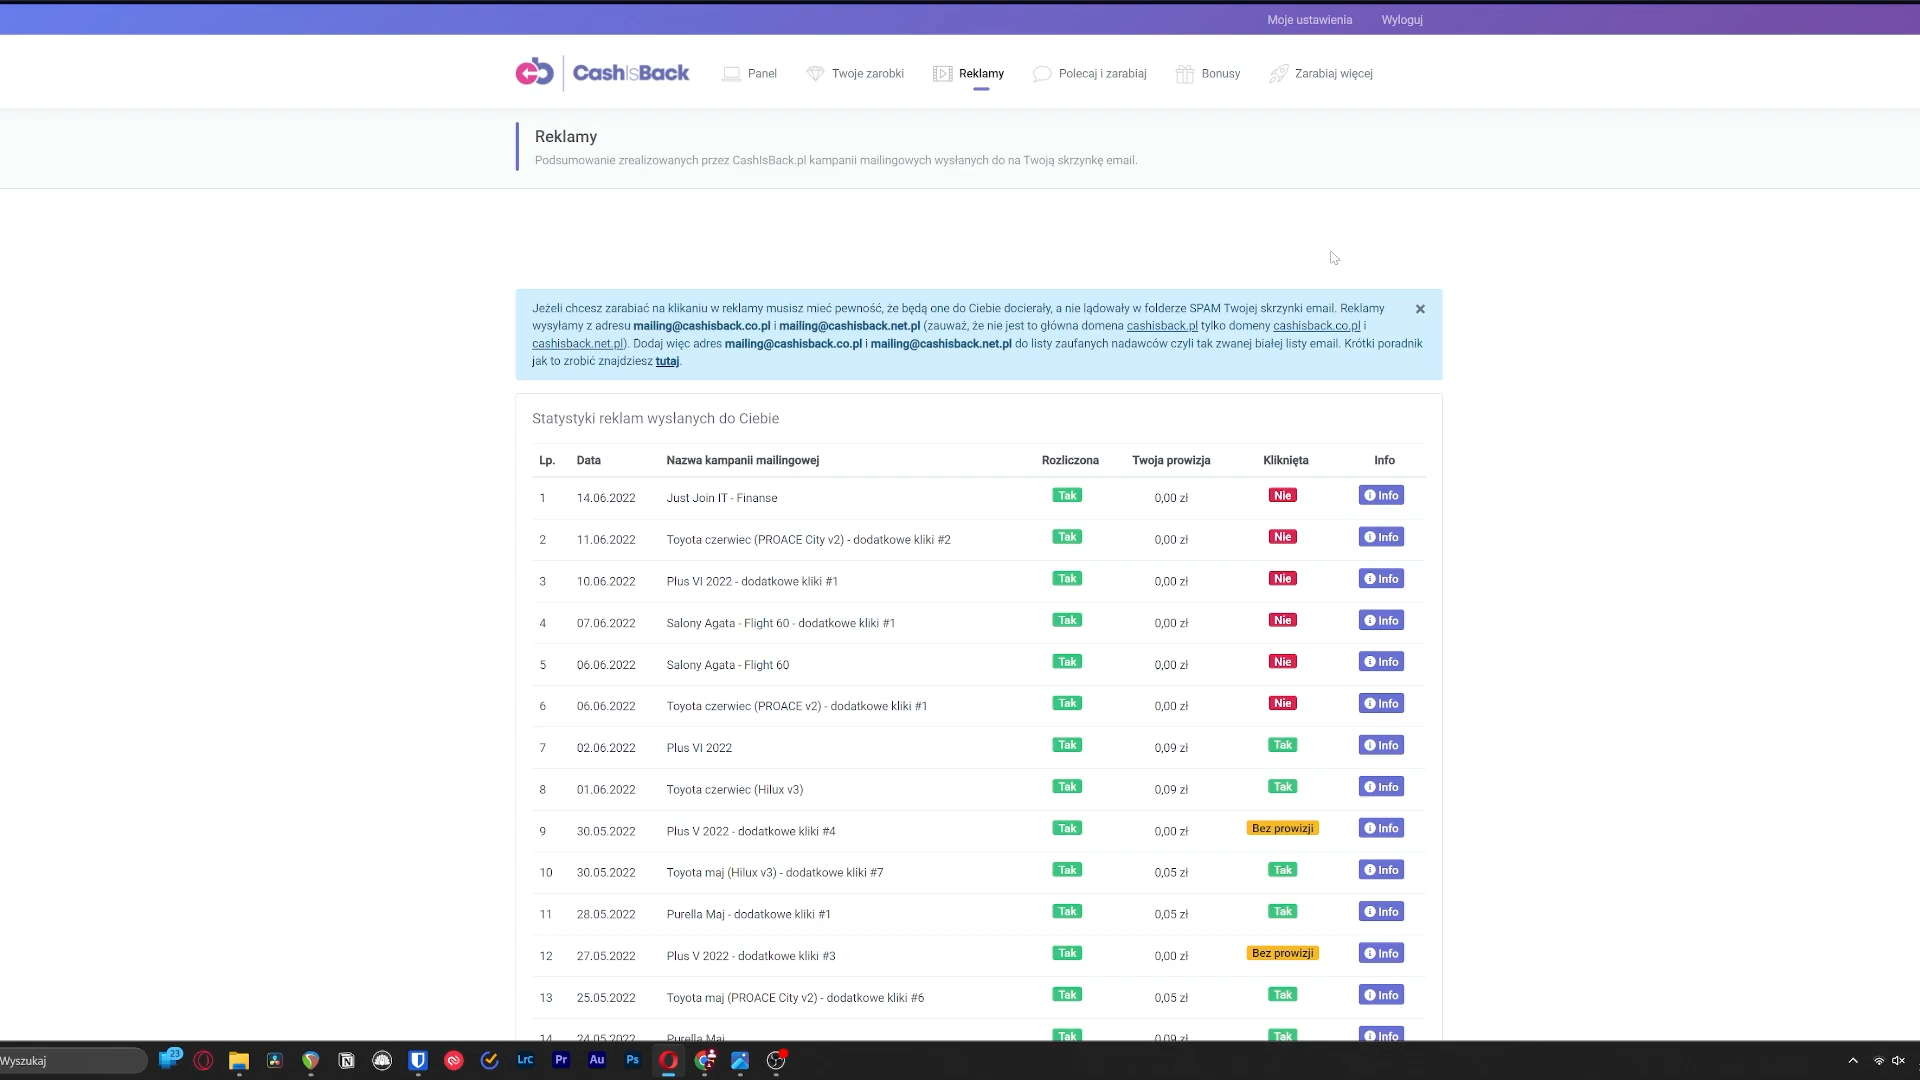 Moje ustawienia Wyloguj
CashIsBack Panel Twoje zarobki Reklamy Polecaj i zarabiaj Bonusy Zarabiaj więcej
Reklamy
Podsumowanie zrealizowanych przez CashIsBack.pl kampanii mailingowych wysłanych do na Twoją skrzynkę email.
Jeżeli chcesz zarabiać na klikaniu w reklamy musisz mieć pewność, że będą one do Ciebie docierały, a nie lądowały w folderze SPAM Twojej skrzynki email. Reklamy
wysyłamy z adresu mailing@cashisback.co.pl i mailing@cashisback.net.pl (zauważ, że nie jest to główna domena cashisback.pl tylko domeny cashisback.co.pl i
cashisback.net.pl). Dodaj więc adres mailing@cashisback.co.pl i mailing@cashisback.net.pl do listy zaufanych nadawców czyli tak zwanej białej listy email. Krótki poradnik
jak to zrobić znajdziesz tutaj.
Statystyki reklam wysłanych do Ciebie
Lp. Data Nazwa kampanii mailingowej Rozliczona Twoja prowizja Kliknięta Info
1 14.06.2022 Just Join IT - Finanse Tak 0,00 zł Nie Info
2 11.06.2022 Toyota czerwiec (PROACE City v2) - dodatkowe kliki #2 Tak 0,00 zł Nie Info
3 10.06.2022 Plus VI 2022 - dodatkowe kliki #1 Tak 0,00 zł Nie Info
4 07.06.2022 Salony Agata - Flight 60 - dodatkowe kliki #1 Tak 0,00 zł Nie Info
5 06.06.2022 Salony Agata - Flight 60 Tak 0,00 zł Nie Info
6 06.06.2022 Toyota czerwiec (PROACE v2) - dodatkowe kliki #1 Tak 0,00 zł Nie Info
7 02.06.2022 Plus VI 2022 Tak 0,09 zł Tak Info
8 01.06.2022 Toyota czerwiec (Hilux v3) Tak 0,09 zł Tak Info
9 30.05.2022 Plus V 2022 - dodatkowe kliki #4 Tak 0,00 zł Bez prowizji Info
10 30.05.2022 Toyota maj (Hilux v3) - dodatkowe kliki #7 Tak 0,05 zł Tak Info
11 28.05.2022 Purella Maj - dodatkowe kliki #1 Tak 0,05 zł Tak Info
12 27.05.2022 Plus V 2022 - dodatkowe kliki #3 Tak 0,00 zł Bez prowizji Info
13 25.05.2022 Toyota maj (PROACE City v2) - dodatkowe kliki #6 Tak 0,05 zł Tak Info
14 24.05.2022 Purella Maj Tak 0,09 zł Tak Info
Wyszukaj 23 LrC Pr Au Ps